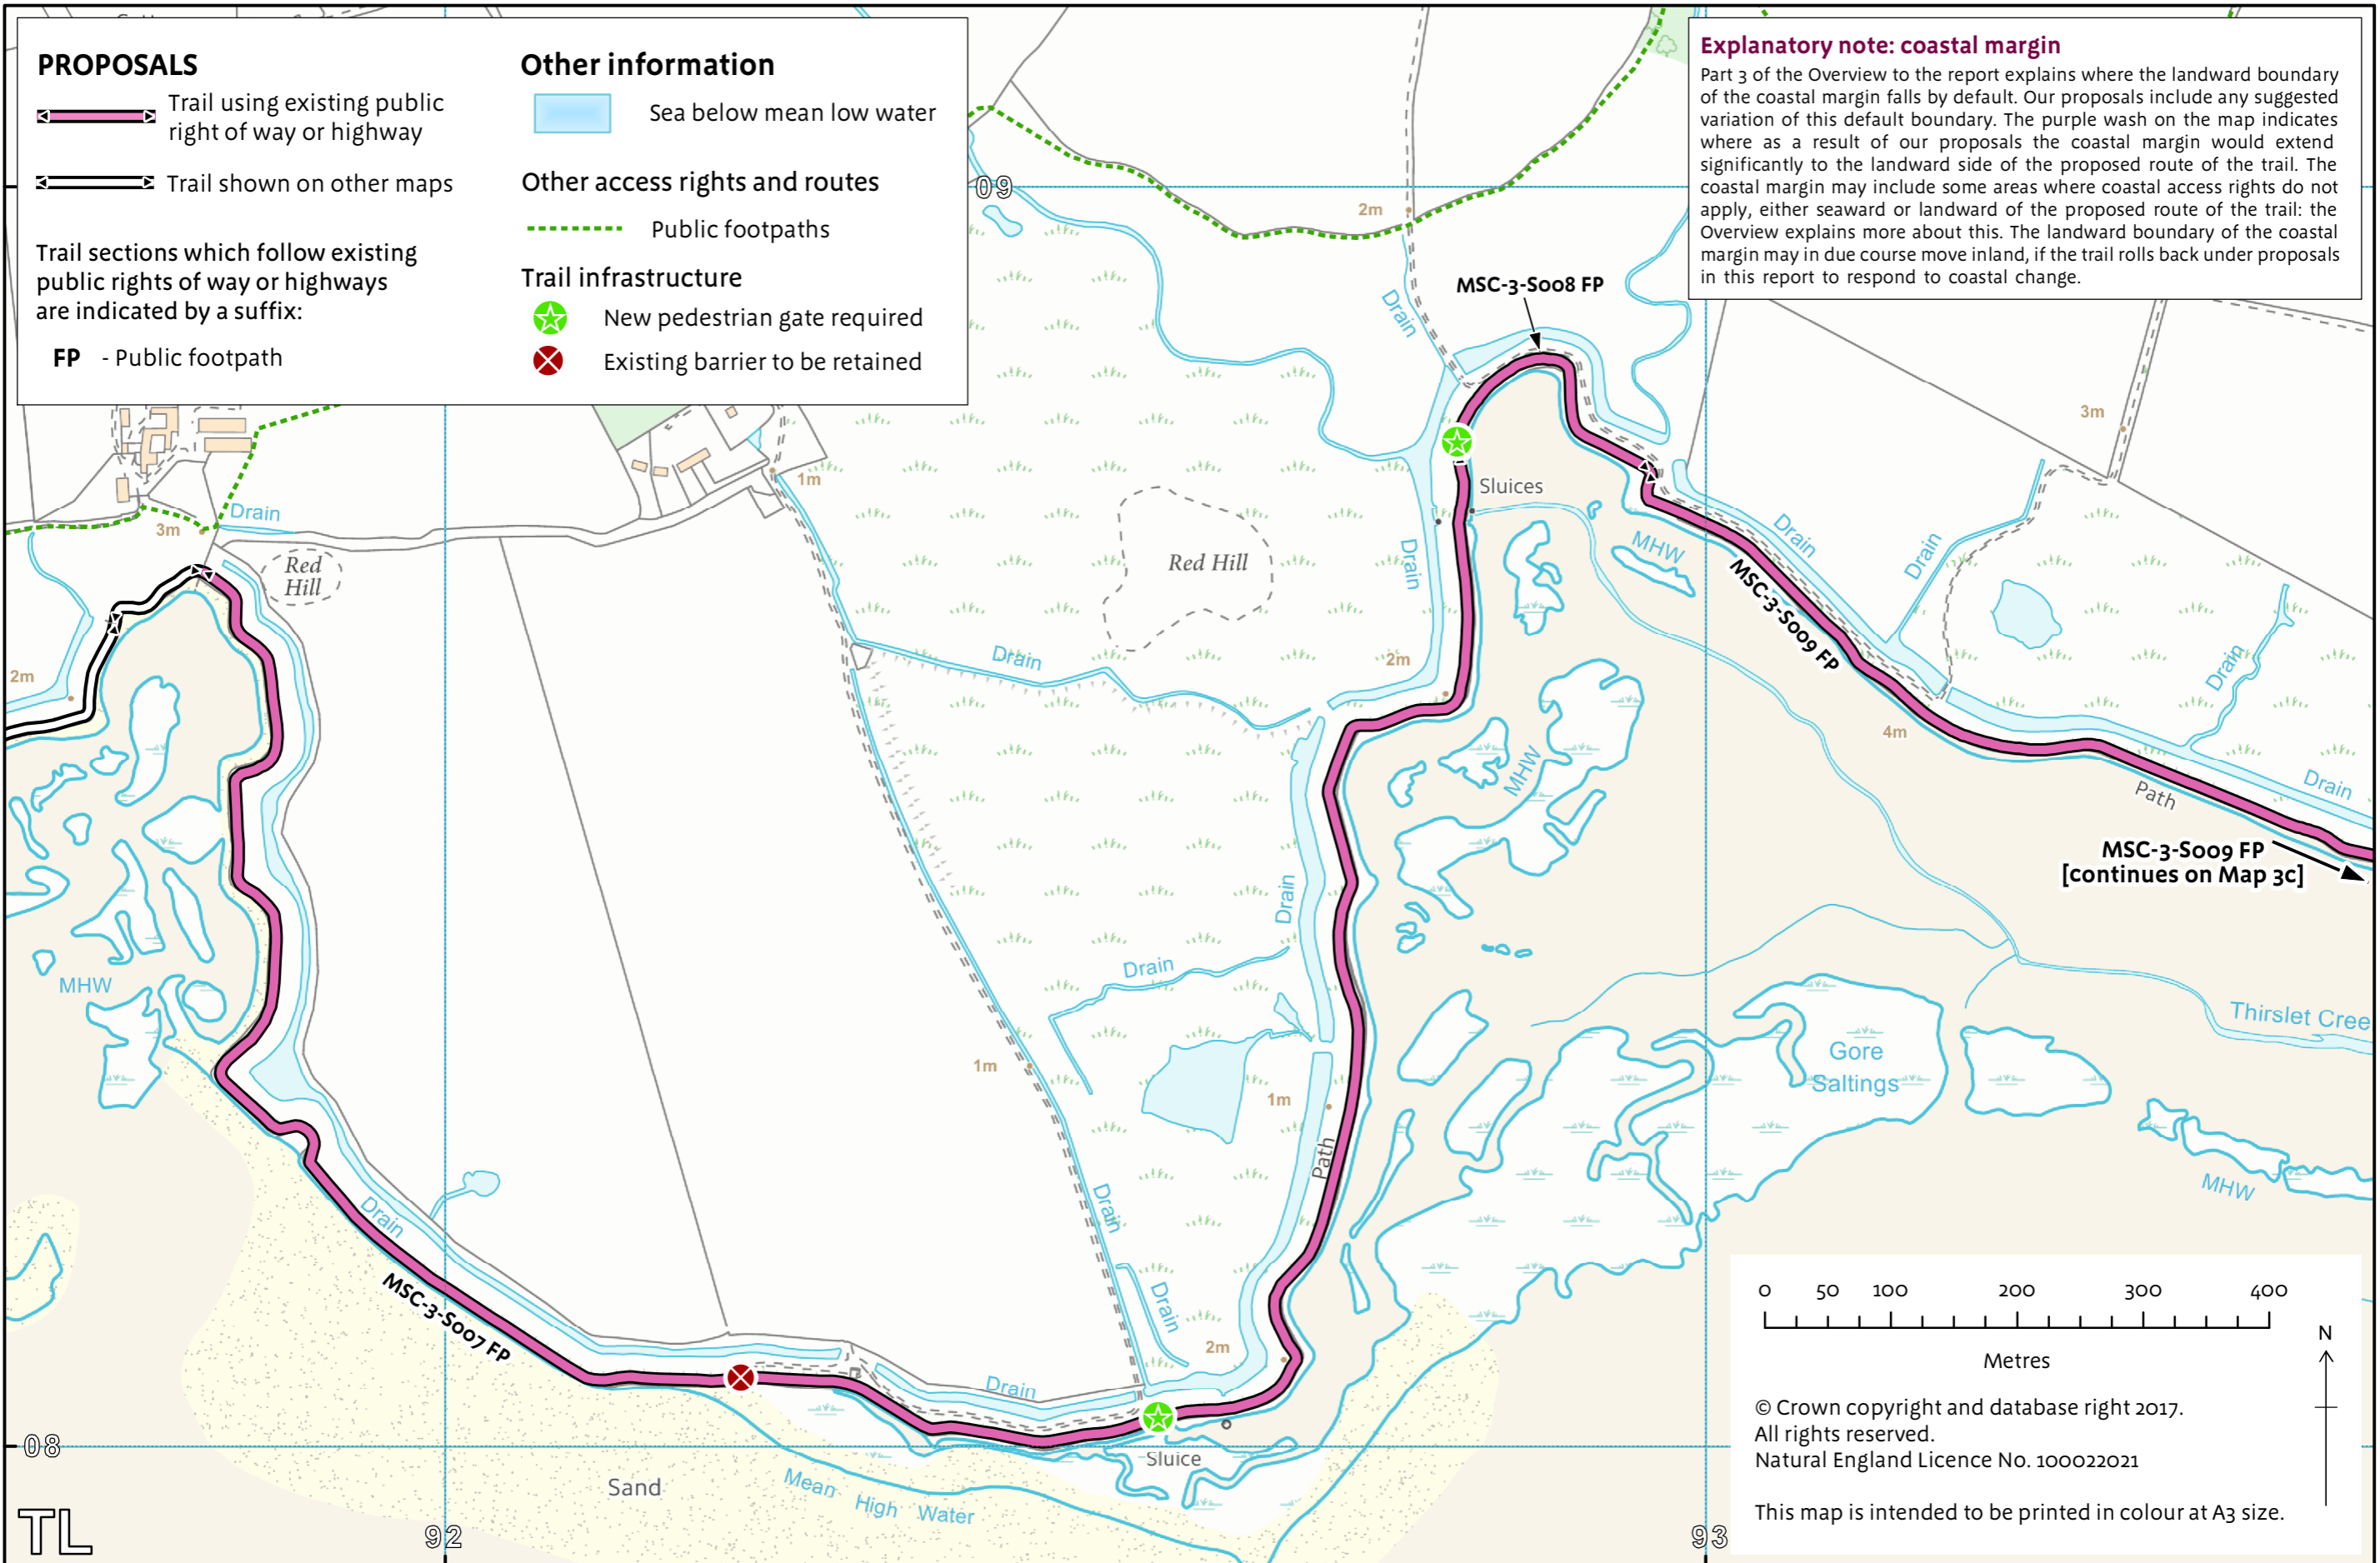 PROPOSALS
Trail using existing public
right of way or highway
Trail shown on other maps
Trail sections which follow existing
public rights of way or highways
are indicated by a suffix:
FP - Public footpath
Other information
Sea below mean low water
Other access rights and routes
Public footpaths
Trail infrastructure
New pedestrian gate required
Existing barrier to be retained
Explanatory note: coastal margin
Part 3 of the Overview to the report explains where the landward boundary
of the coastal margin falls by default. Our proposals include any suggested
variation of this default boundary. The purple wash on the map indicates
where as a result of our proposals the coastal margin would extend
significantly to the landward side of the proposed route of the trail. The
coastal margin may include some areas where coastal access rights do not
apply, either seaward or landward of the proposed route of the trail: the
Overview explains more about this. The landward boundary of the coastal
margin may in due course move inland, if the trail rolls back under proposals
in this report to respond to coastal change.
09
2m
MSC-3-S008 FP
Drain
3m
1m
Sluices
Drain
3m
Red
Hill
Red Hill
Drain
MHW
Drain
Drain
MSC-3-S009 FP
2m
Drain
2m
Drain
4m
MHW
Drain
Path
MSC-3-S009 FP
[continues on Map 3c]
Drain
Drain
MHW
Thirslet Cree
Gore
Saltings
1m
1m
Path
MHW
Drain
Drain
Drain
MSC-3-S007 FP
2m
Drain
Sluice
08
Sand
Mean High Water
TL
92
93
0 50 100 200 300 400
Metres
N
© Crown copyright and database right 2017.
All rights reserved.
Natural England Licence No. 100022021
This map is intended to be printed in colour at A3 size.